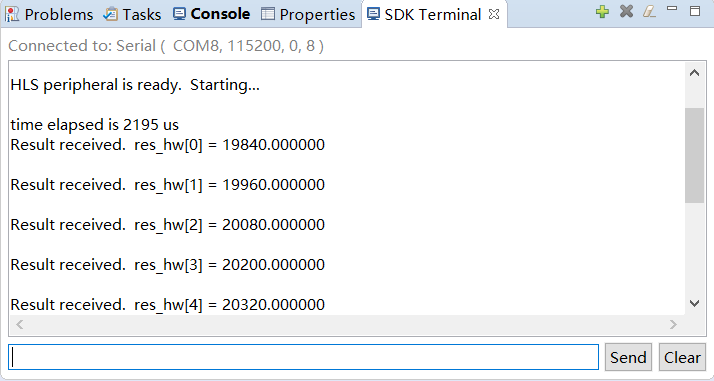 Problems Tasks Console Properties SDK Terminal
Connected to: Serial ( COM8, 115200, 0, 8 )
HLS peripheral is ready. Starting...
time elapsed is 2195 us
Result received. res_hw[0] = 19840.000000
Result received. res_hw[1] = 19960.000000
Result received. res_hw[2] = 20080.000000
Result received. res_hw[3] = 20200.000000
Result received. res_hw[4] = 20320.000000
Send Clear